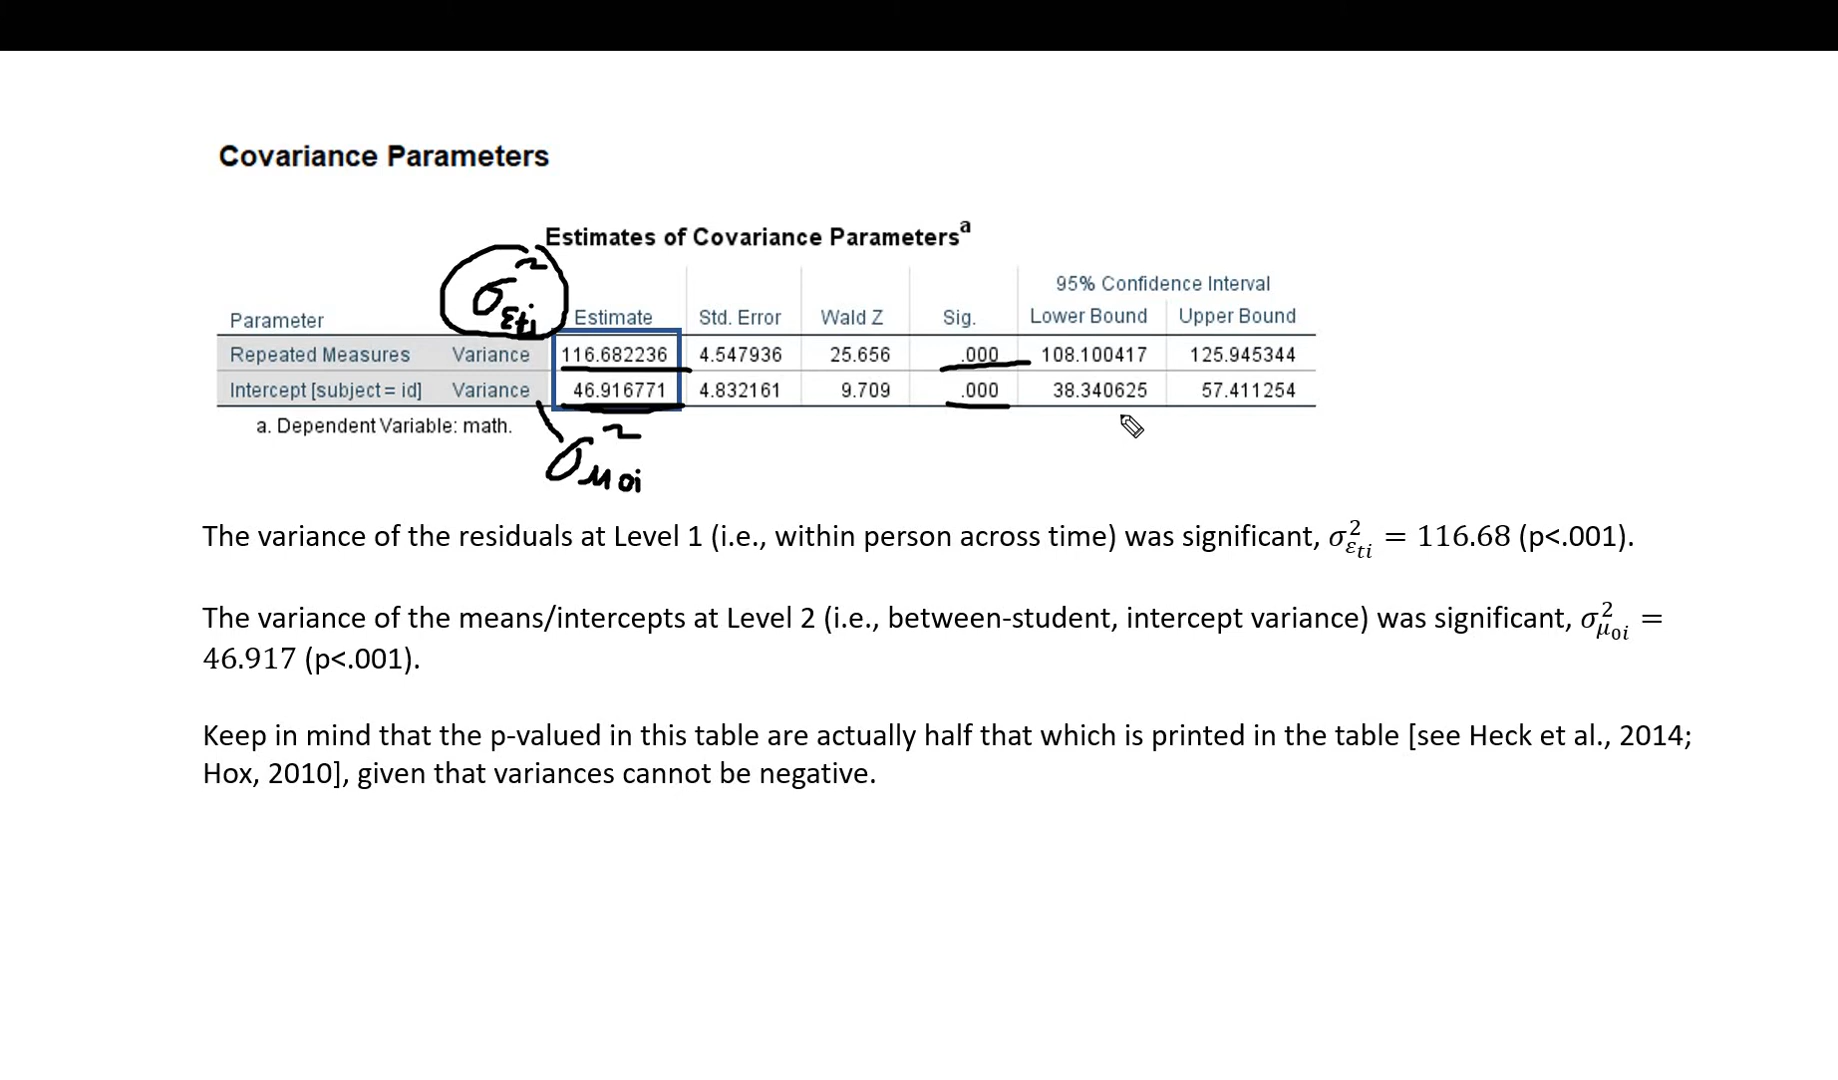 Covariance Parameters
Estimates of Covariance Parametersᵃ
95% Confidence Interval
Parameter Estimate Std. Error Wald Z Sig. Lower Bound Upper Bound
σ²εti
Repeated Measures Variance 116.682236 4.547936 25.656 .000 108.100417 125.945344
Intercept [subject = id] Variance 46.916771 4.832161 9.709 .000 38.340625 57.411254
a. Dependent Variable: math.
σ²μ0i
The variance of the residuals at Level 1 (i.e., within person across time) was significant, σ²εti = 116.68 (p<.001).
The variance of the means/intercepts at Level 2 (i.e., between-student, intercept variance) was significant, σ²μ0i =
46.917 (p<.001).
Keep in mind that the p-valued in this table are actually half that which is printed in the table [see Heck et al., 2014;
Hox, 2010], given that variances cannot be negative.